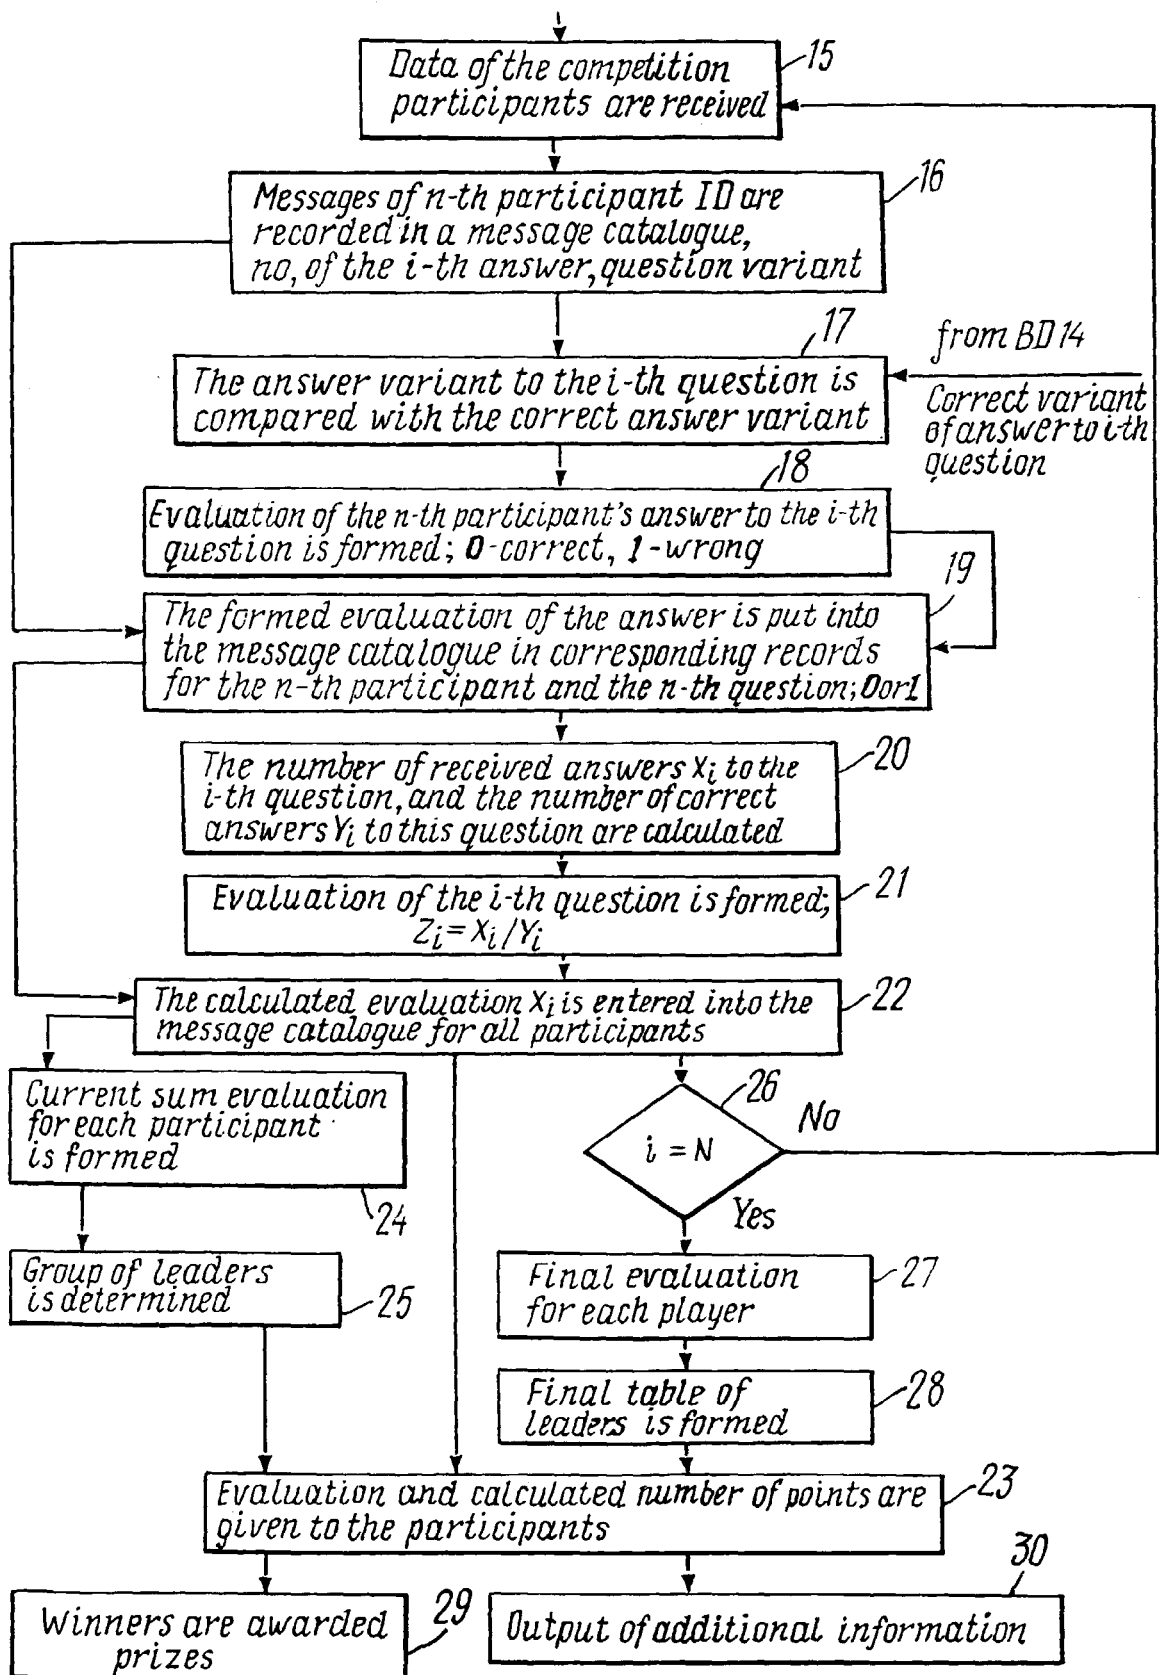 Data of the competition
participants are received
15
Messages of n-th participant ID are
recorded in a message catalogue,
no, of the i-th answer, question variant
16
The answer variant to the i-th question is
compared with the correct answer variant
17
from BD 14
Correct variant
of answer to i-th
question
Evaluation of the n-th participant's answer to the i-th
question is formed; 0-correct, 1-wrong
18
The formed evaluation of the answer is put into
the message catalogue in corresponding records
for the n-th participant and the n-th question; 0or1
19
The number of received answers Xi to the
i-th question, and the number of correct
answers Yi to this question are calculated
20
Evaluation of the i-th question is formed;
Zi = Xi / Yi
21
The calculated evaluation Xi is entered into the
message catalogue for all participants
22
Current sum evaluation
for each participant
is formed
24
Group of leaders
is determined
25
i = N
26
No
Yes
Final evaluation
for each player
27
Final table of
leaders is formed
28
Evaluation and calculated number of points are
given to the participants
23
Winners are awarded
prizes
29
Output of additional information
30